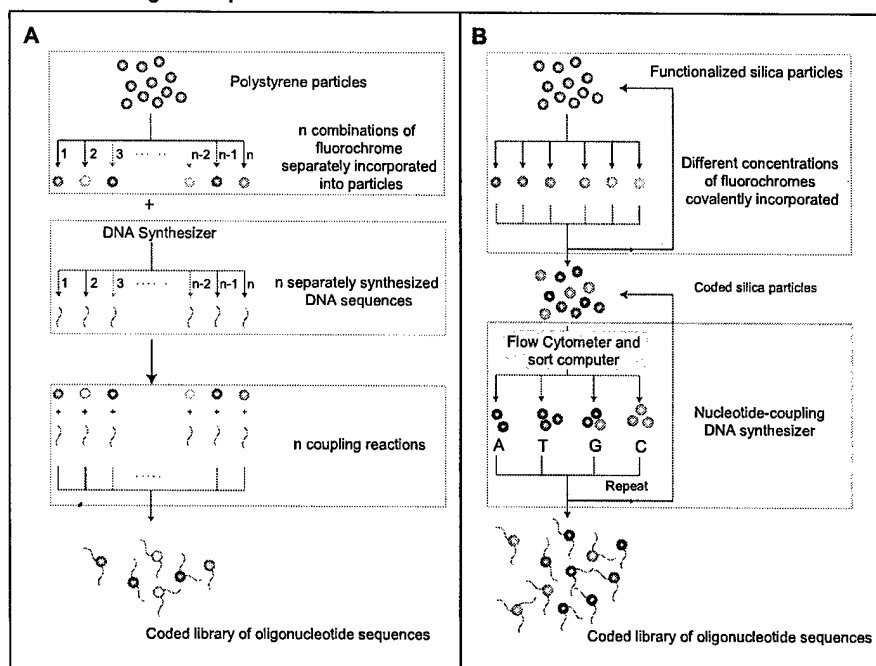 A
Polystyrene particles
n combinations of
fluorochrome
separately incorporated
into particles
1 2 3 ..... n-2 n-1 n
+
DNA Synthesizer
1 2 3 ..... n-2 n-1 n
n separately synthesized
DNA sequences
+ + + + + +
n coupling reactions
.....
Coded library of oligonucleotide sequences
B
Functionalized silica particles
Different concentrations
of fluorochromes
covalently incorporated
Coded silica particles
Flow Cytometer and
sort computer
Nucleotide-coupling
DNA synthesizer
A T G C
Repeat
Coded library of oligonucleotide sequences